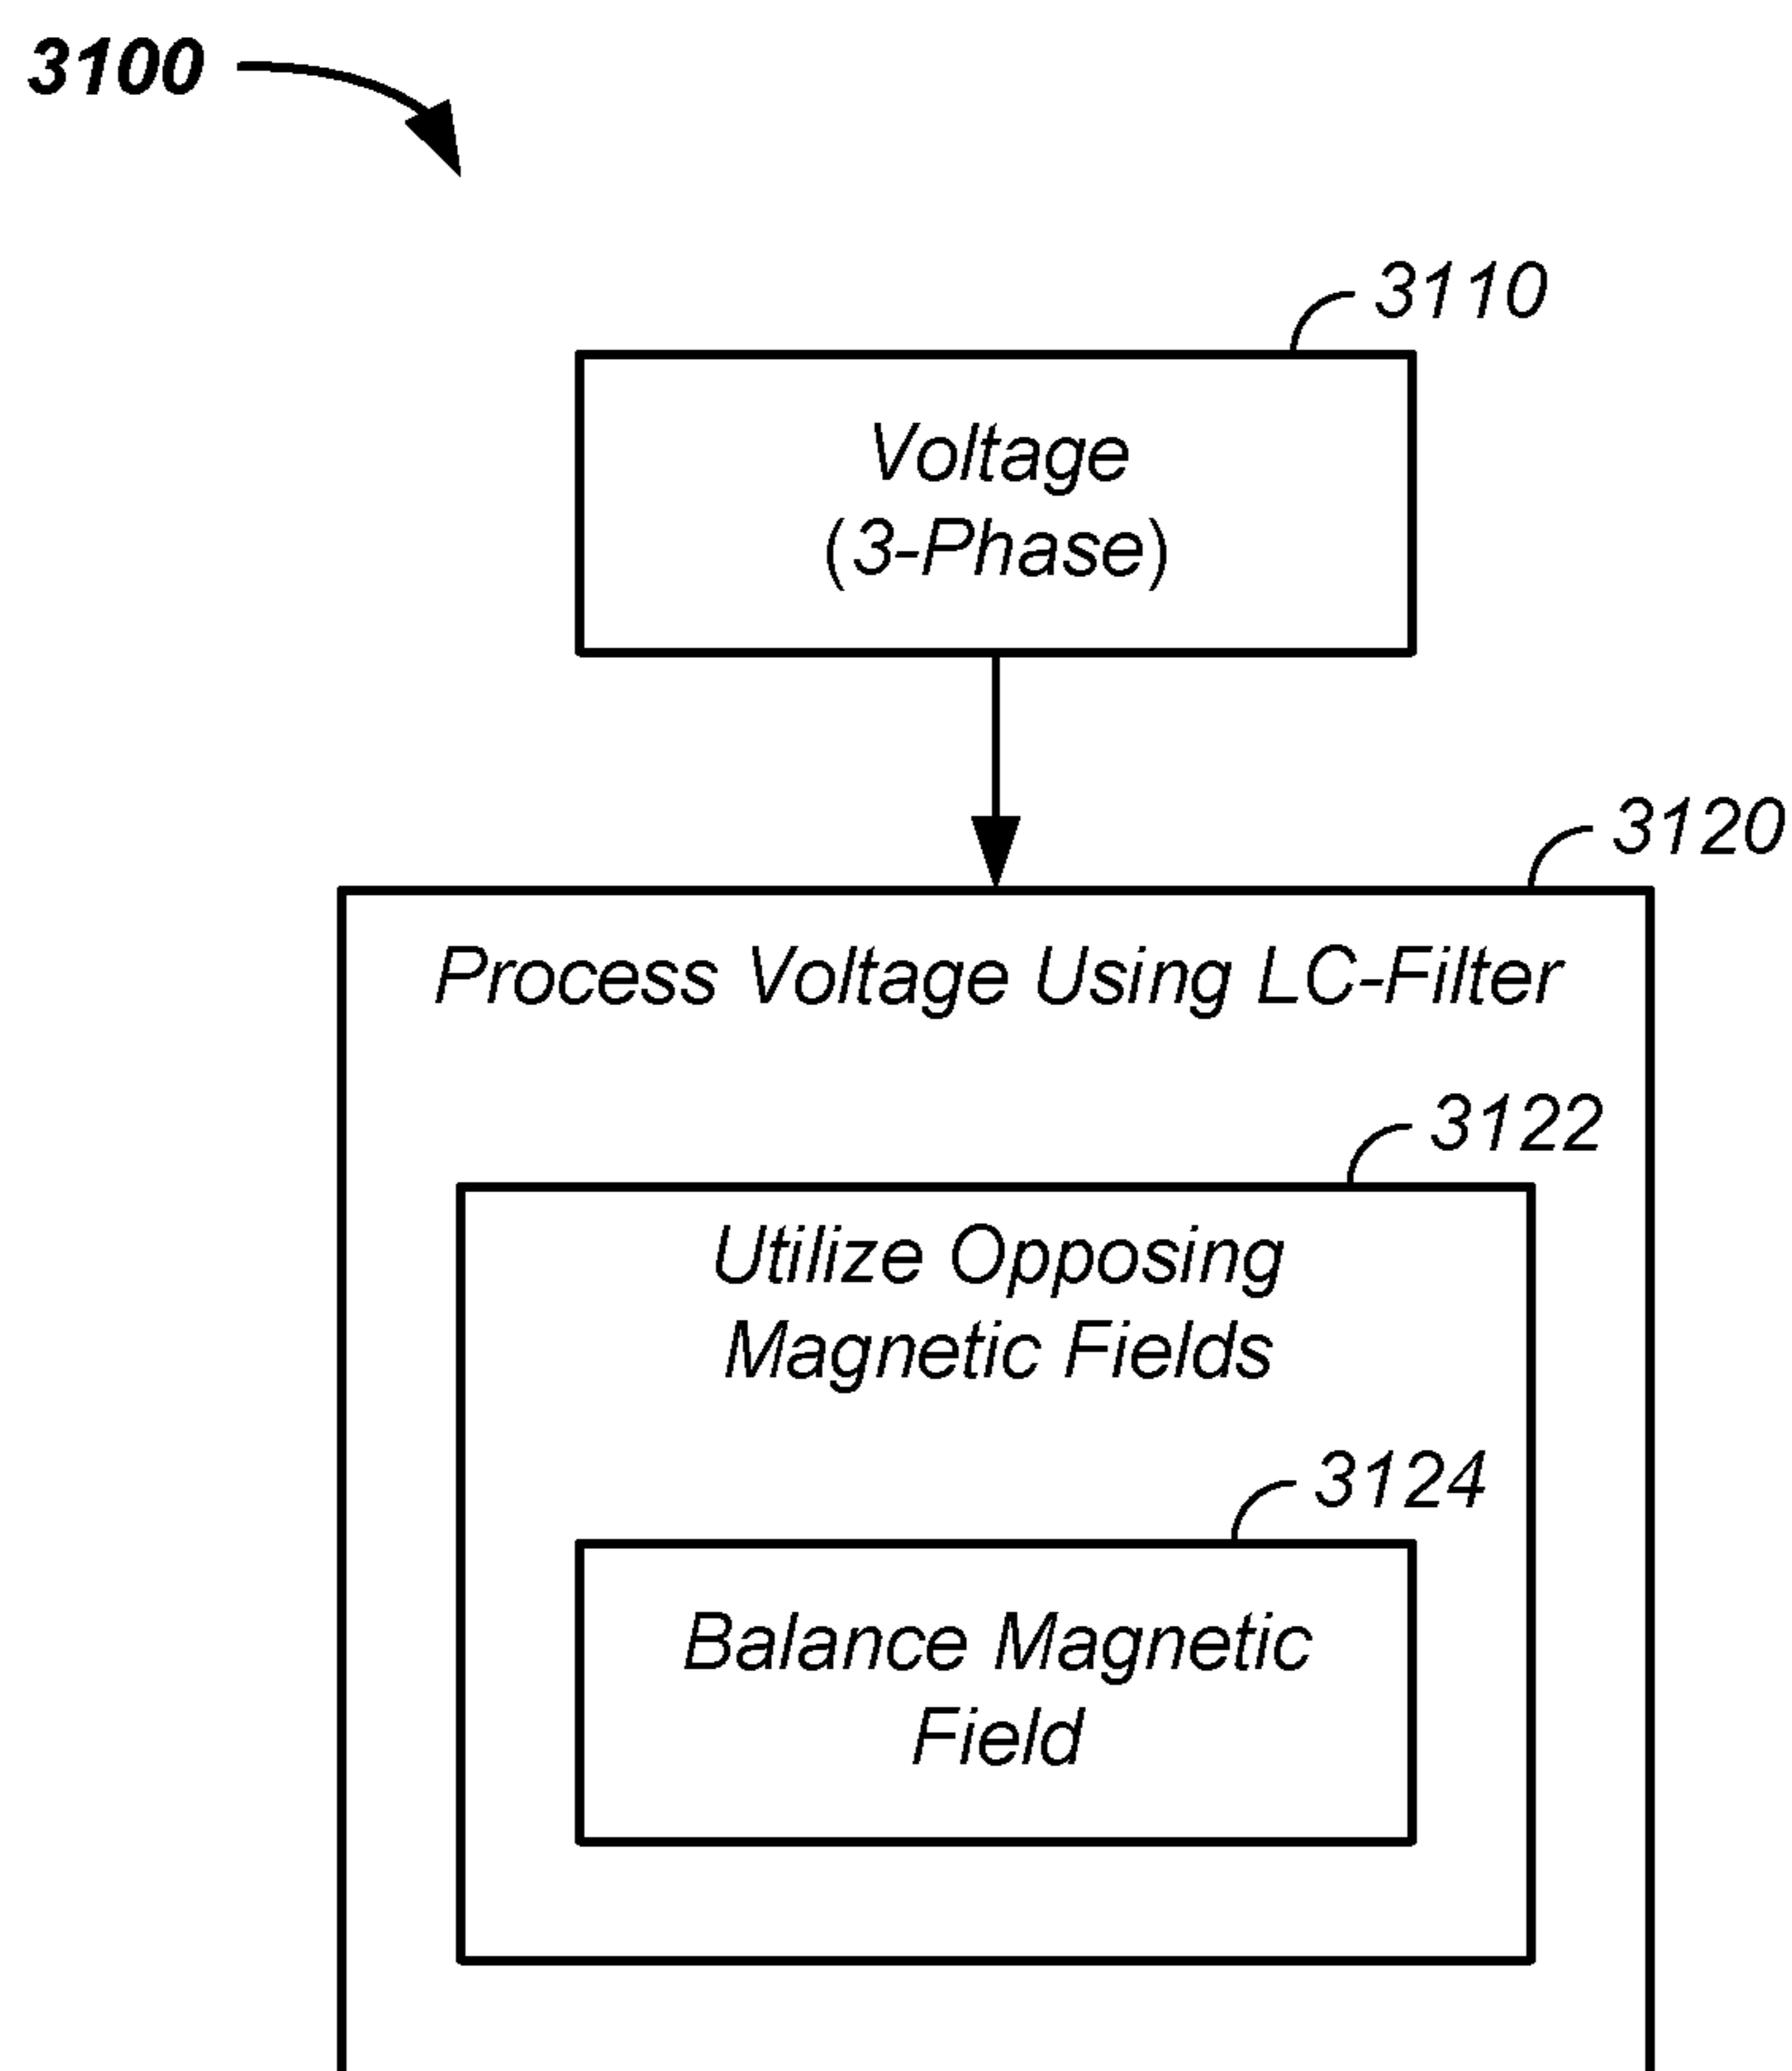 3100
3110
Voltage
(3-Phase)
3120
Process Voltage Using LC-Filter
3122
Utilize Opposing
Magnetic Fields
3124
Balance Magnetic
Field